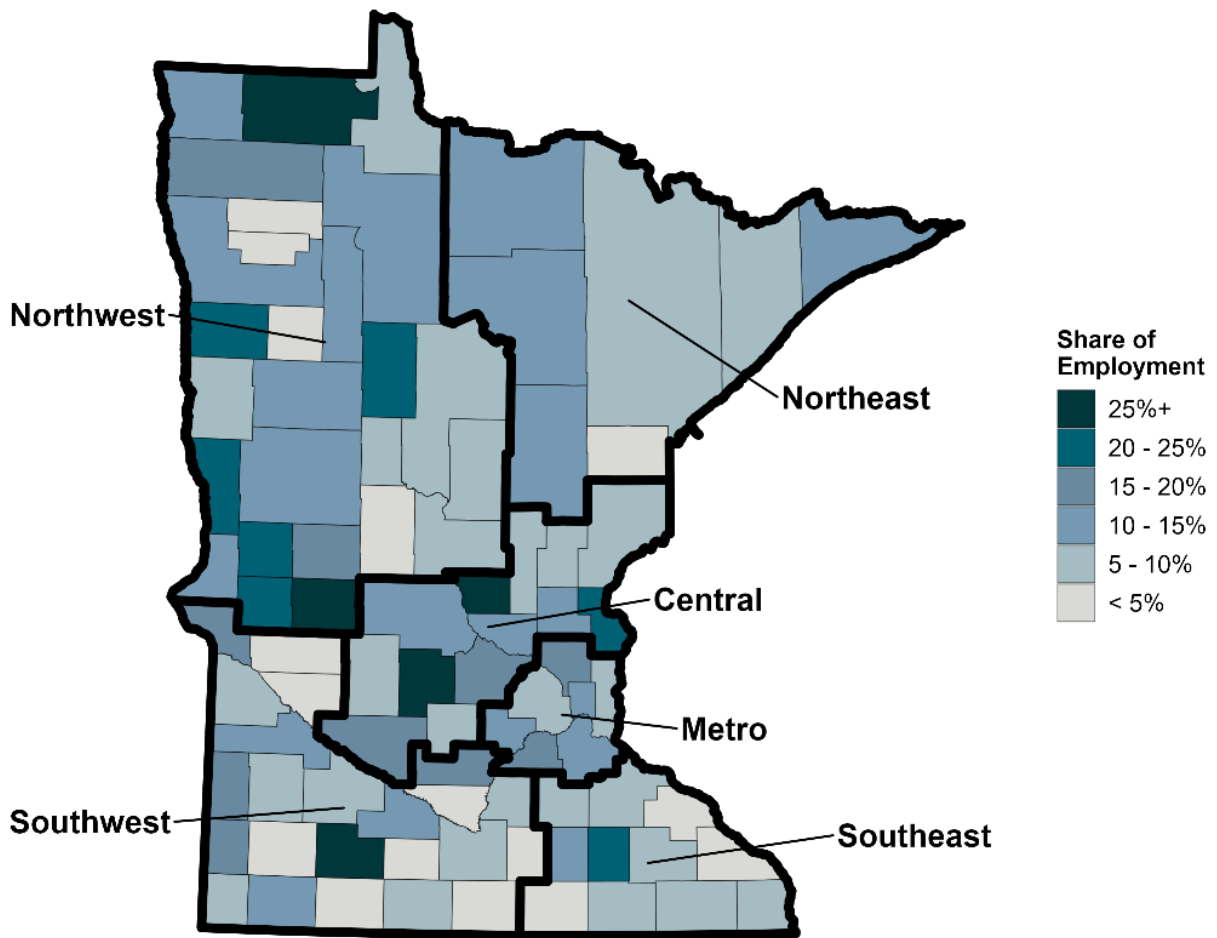 Northwest
Northeast
Share of
Employment
25%+
20 - 25%
15 - 20%
10 - 15%
5 - 10%
< 5%
Central
Metro
Southwest
Southeast